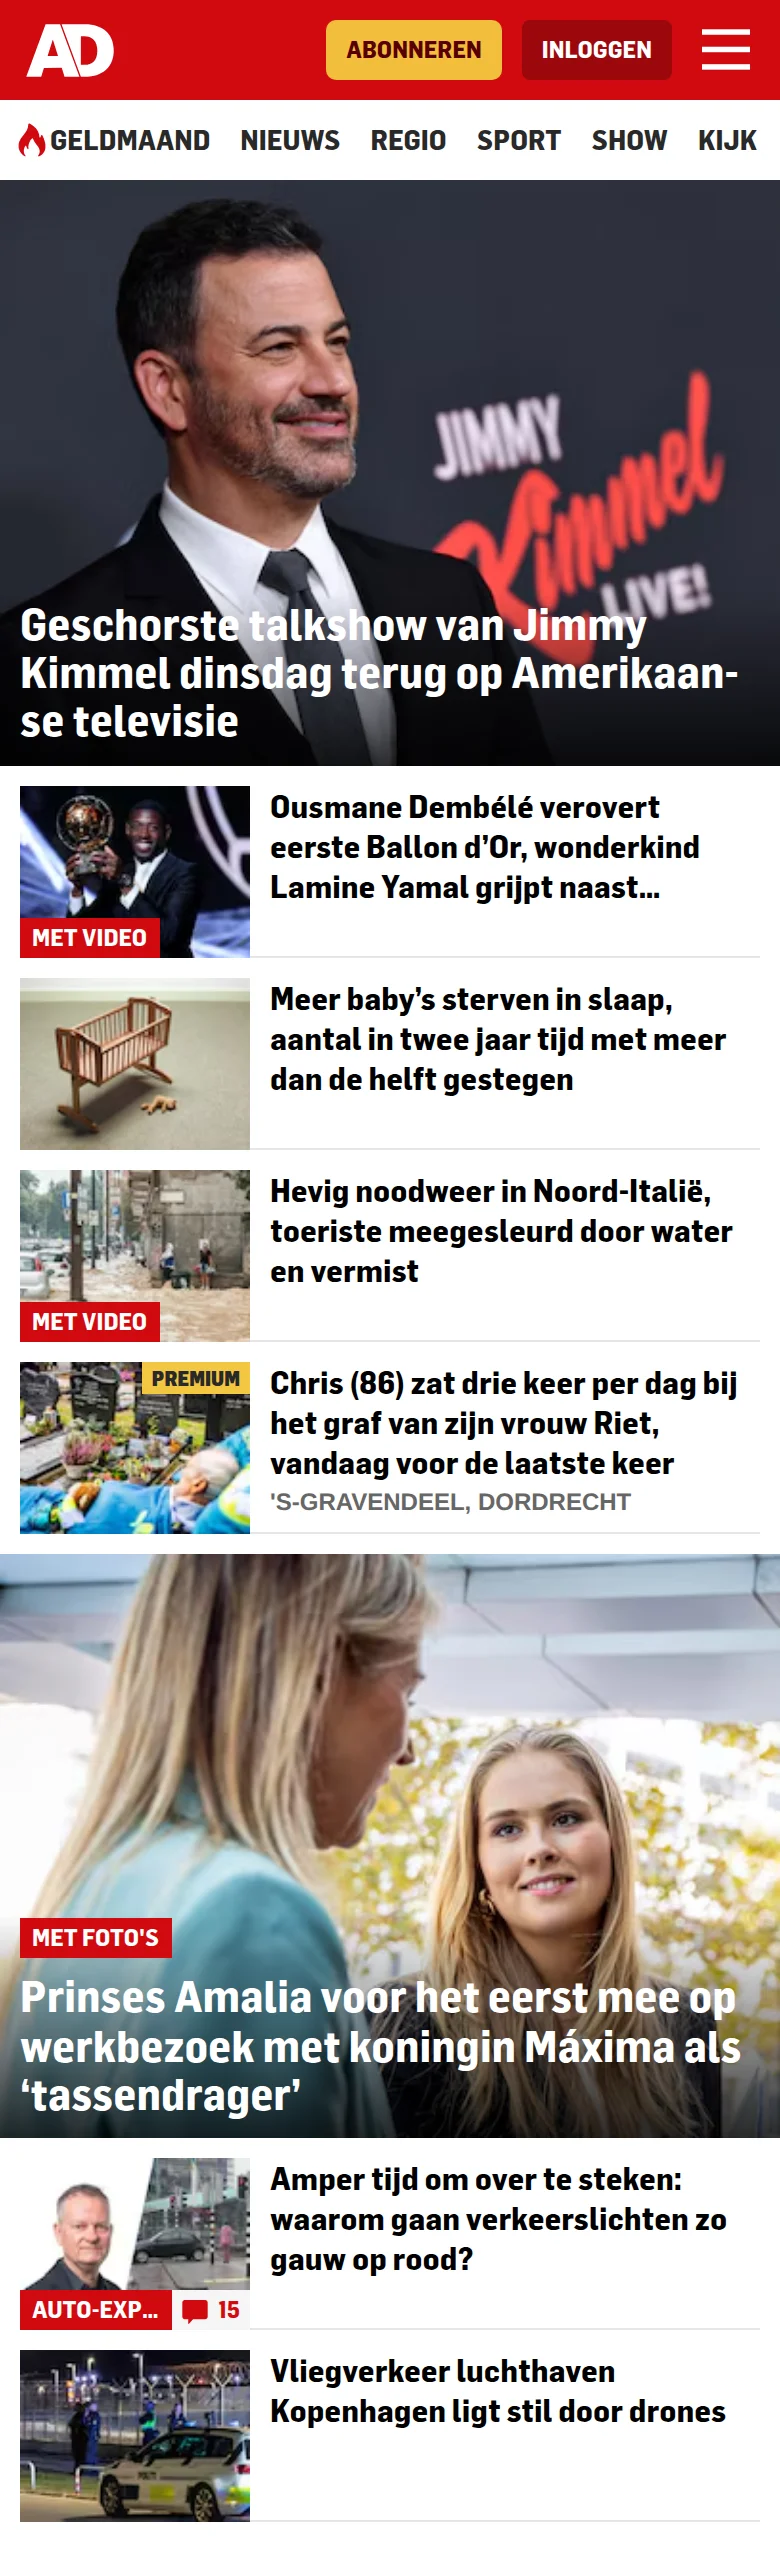 AD
ABONNEREN
INLOGGEN
GELDMAAND NIEUWS REGIO SPORT SHOW KIJK
JIMMY
Kimmel
LIVE!
Geschorste talkshow van Jimmy
Kimmel dinsdag terug op Amerikaan-
se televisie
MET VIDEO
Ousmane Dembélé verovert
eerste Ballon d’Or, wonderkind
Lamine Yamal grijpt naast...
Meer baby’s sterven in slaap,
aantal in twee jaar tijd met meer
dan de helft gestegen
MET VIDEO
Hevig noodweer in Noord-Italië,
toeriste meegesleurd door water
en vermist
PREMIUM
Chris (86) zat drie keer per dag bij
het graf van zijn vrouw Riet,
vandaag voor de laatste keer
'S-GRAVENDEEL, DORDRECHT
MET FOTO'S
Prinses Amalia voor het eerst mee op
werkbezoek met koningin Máxima als
‘tassendrager’
AUTO-EXP... 15
Amper tijd om over te steken:
waarom gaan verkeerslichten zo
gauw op rood?
Vliegverkeer luchthaven
Kopenhagen ligt stil door drones